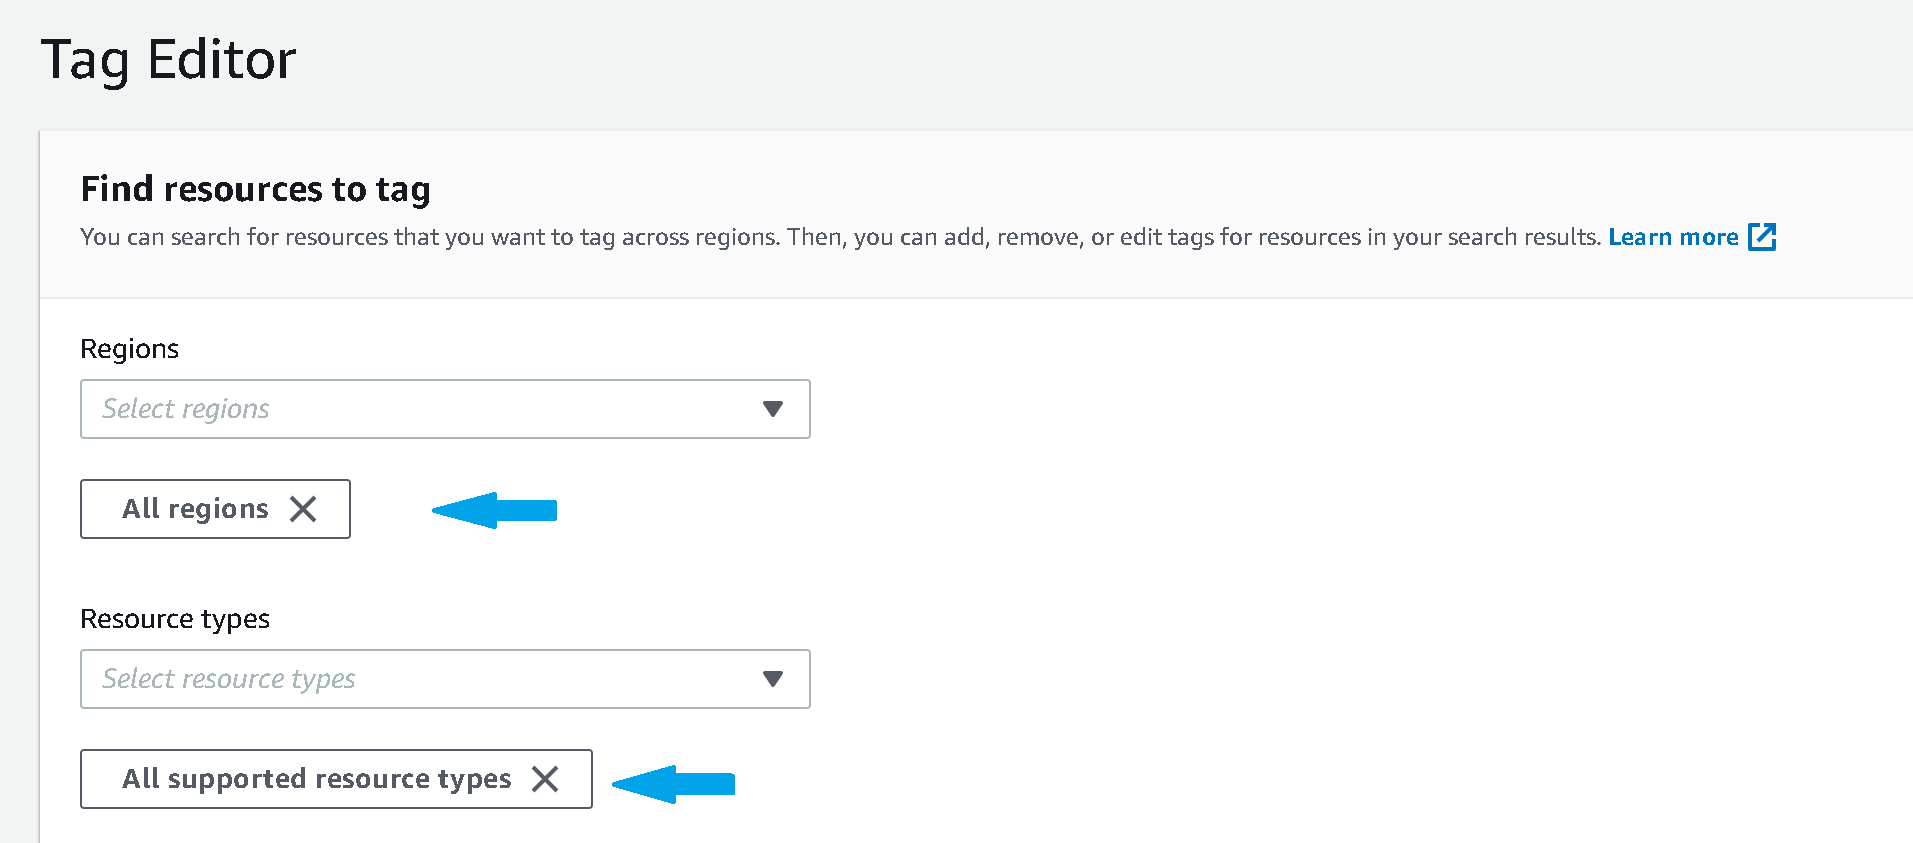 Tag Editor
Find resources to tag
You can search for resources that you want to tag across regions. Then, you can add, remove, or edit tags for resources in your search results. Learn more
Regions
Select regions
All regions
Resource types
Select resource types
All supported resource types